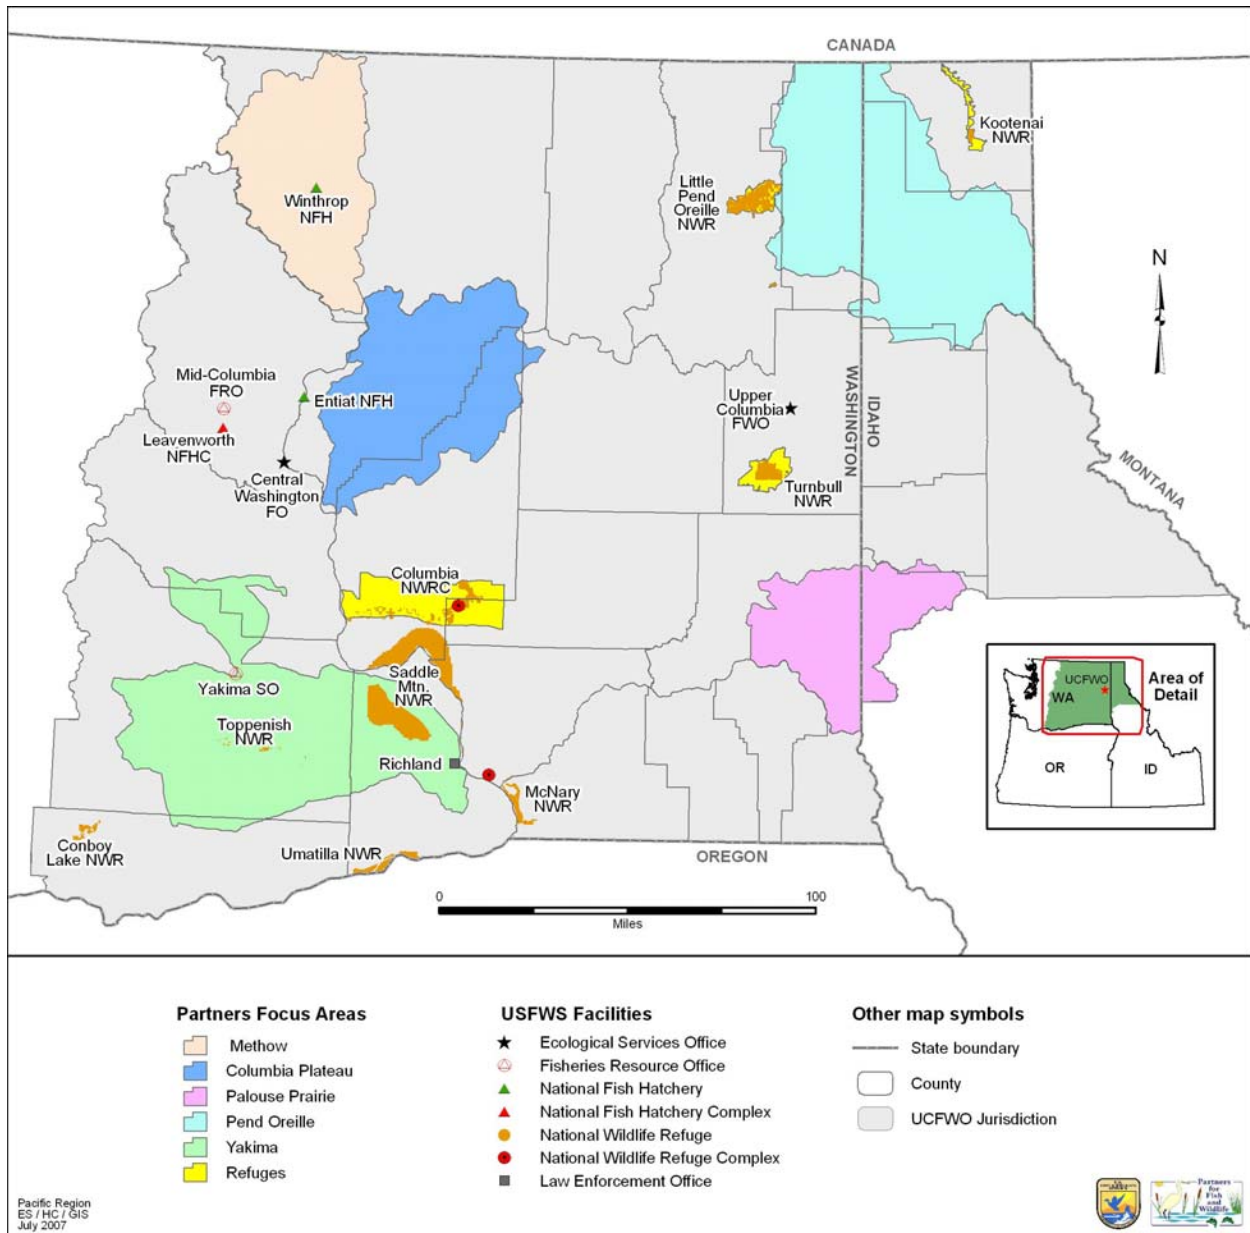 CANADA
Kootenai
NWR
Little
Pend
Oreille
NWR
Winthrop
NFH
N
Mid-Columbia
FRO
Entiat NFH
Leavenworth
NFHC
Central
Washington
FO
Upper
Columbia
FWO
WASHINGTON
IDAHO
MONTANA
Turnbull
NWR
Columbia
NWRC
Saddle
Mtn.
NWR
Yakima SO
Toppenish
NWR
Richland
McNary
NWR
Conboy
Lake NWR
Umatilla NWR
OREGON
UCFWO
WA
Area of
Detail
OR
ID
0
100
Miles
Partners Focus Areas
Methow
Columbia Plateau
Palouse Prairie
Pend Oreille
Yakima
Refuges
USFWS Facilities
Ecological Services Office
Fisheries Resource Office
National Fish Hatchery
National Fish Hatchery Complex
National Wildlife Refuge
National Wildlife Refuge Complex
Law Enforcement Office
Other map symbols
State boundary
County
UCFWO Jurisdiction
Pacific Region
ES / HC / GIS
July 2007
Partners
for
Fish
and
Wildlife